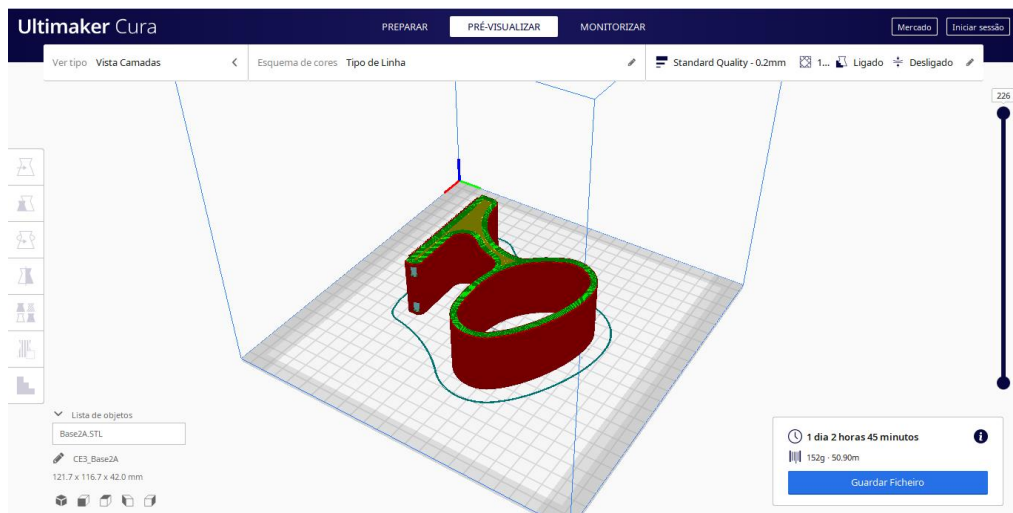 Ultimaker Cura
PREPARAR
PRÉ-VISUALIZAR
MONITORIZAR
Mercado
Iniciar sessão
Ver tipo Vista Camadas
Esquema de cores Tipo de Linha
Standard Quality - 0.2mm
1...
Ligado
Desligado
226
Lista de objetos
Base2A.STL
CE3_Base2A
121.7 x 116.7 x 42.0 mm
1 dia 2 horas 45 minutos
152g · 50.90m
Guardar Ficheiro